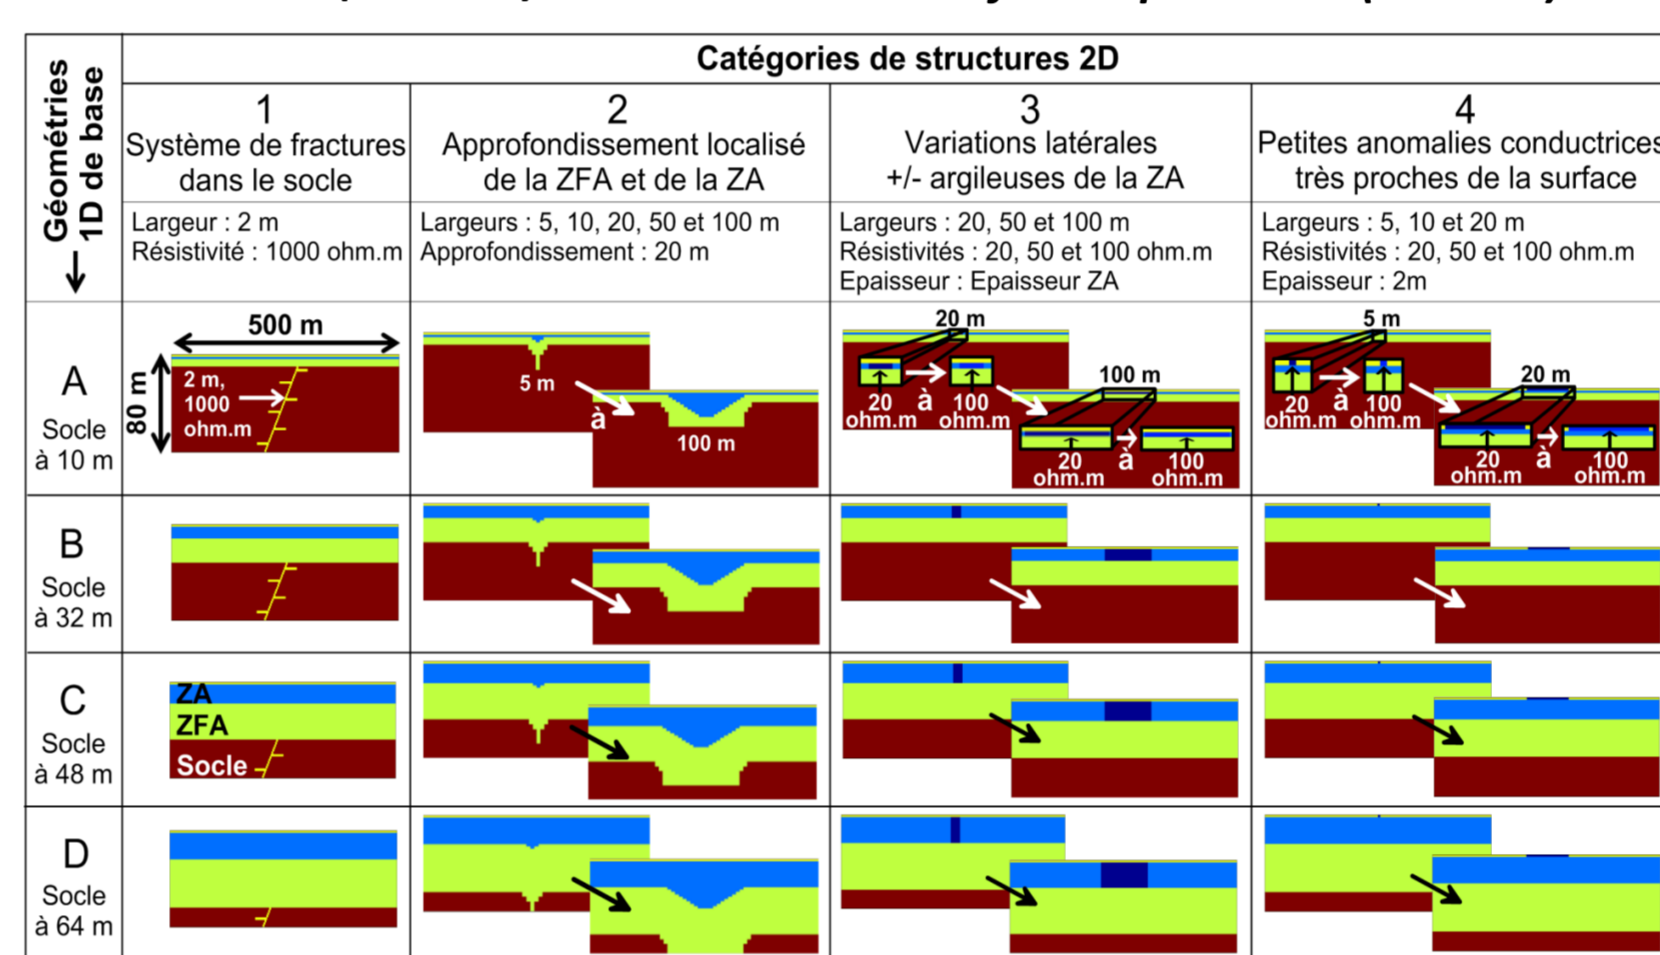 Catégories de structures 2D
Géométries
1D de base
1
Système de fractures
dans le socle
2
Approfondissement localisé
de la ZFA et de la ZA
3
Variations latérales
+/- argileuses de la ZA
4
Petites anomalies conductrices
très proches de la surface
Largeur : 2 m
Résistivité : 1000 ohm.m
Largeurs : 5, 10, 20, 50 et 100 m
Approfondissement : 20 m
Largeurs : 20, 50 et 100 m
Résistivités : 20, 50 et 100 ohm.m
Epaisseur : Epaisseur ZA
Largeurs : 5, 10 et 20 m
Résistivités : 20, 50 et 100 ohm.m
Epaisseur : 2m
A
Socle
à 10 m
500 m
80 m
2 m,
1000
ohm.m
5 m
à
100 m
20 m
20
ohm.m
à
100
ohm.m
100 m
20
ohm.m
à
100
ohm.m
5 m
20
ohm.m
à
100
ohm.m
20 m
20
ohm.m
à
100
ohm.m
B
Socle
à 32 m
C
Socle
à 48 m
ZA
ZFA
Socle
D
Socle
à 64 m